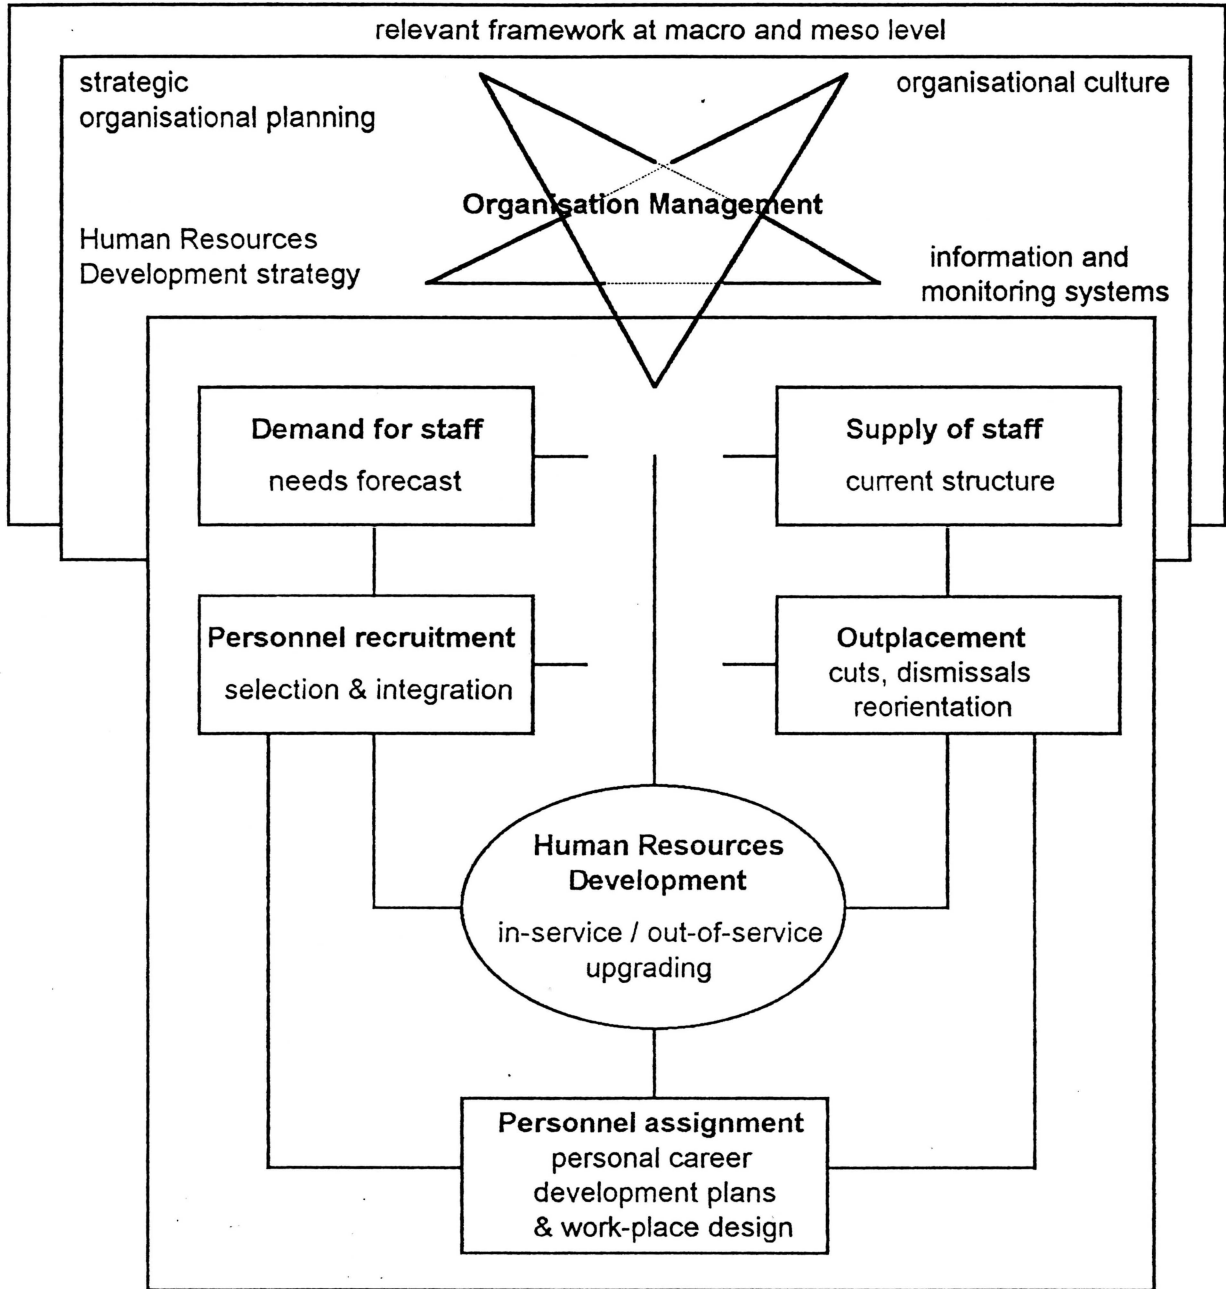 relevant framework at macro and meso level
strategic
organisational planning
organisational culture
Organisation Management
Human Resources
Development strategy
information and
monitoring systems
Demand for staff
needs forecast
Supply of staff
current structure
Personnel recruitment
selection & integration
Outplacement
cuts, dismissals
reorientation
Human Resources
Development
in-service / out-of-service
upgrading
Personnel assignment
personal career
development plans
& work-place design